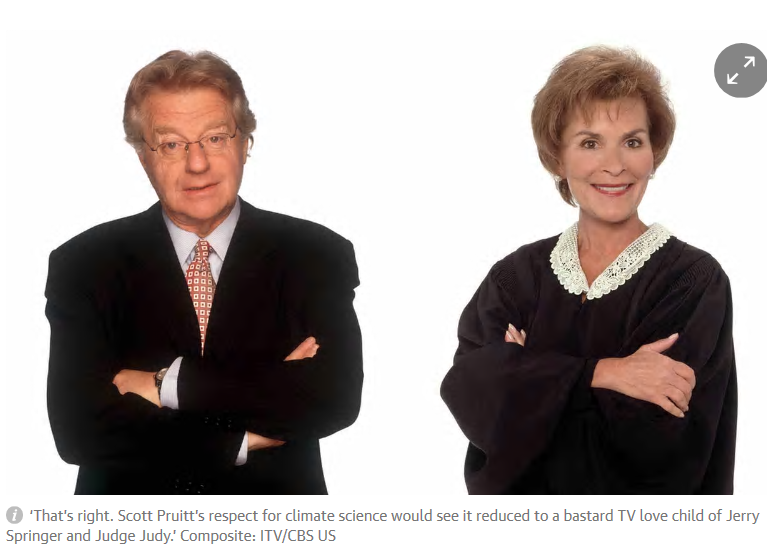 ‘That's right. Scott Pruitt's respect for climate science would see it reduced to a bastard TV love child of Jerry
Springer and Judge Judy.’ Composite: ITV/CBS US